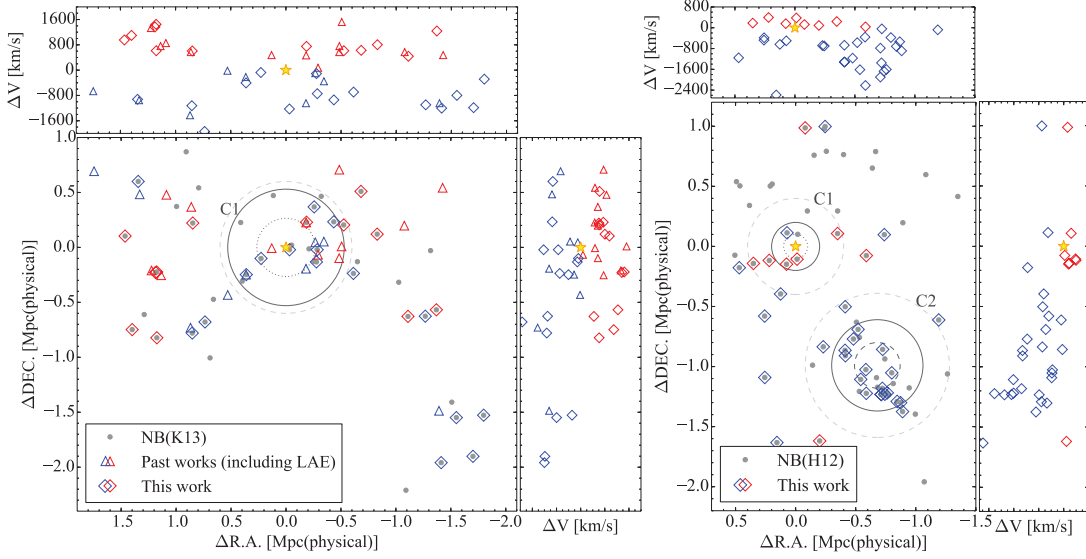 1600
800
0
−800
−1600
ΔV [km/s]
1.0
0.5
0.0
−0.5
−1.0
−1.5
−2.0
ΔDEC. [Mpc(physical)]
C1
NB(K13)
Past works (including LAE)
This work
1.5 1.0 0.5 0.0 −0.5 −1.0 −1.5 −2.0
ΔR.A. [Mpc(physical)]
ΔV [km/s]
800
0
−800
−1600
−2400
ΔV [km/s]
1.0
0.5
0.0
−0.5
−1.0
−1.5
−2.0
ΔDEC. [Mpc(physical)]
C1
C2
NB(H12)
This work
0.5 0.0 −0.5 −1.0 −1.5
ΔR.A. [Mpc(physical)]
ΔV [km/s]